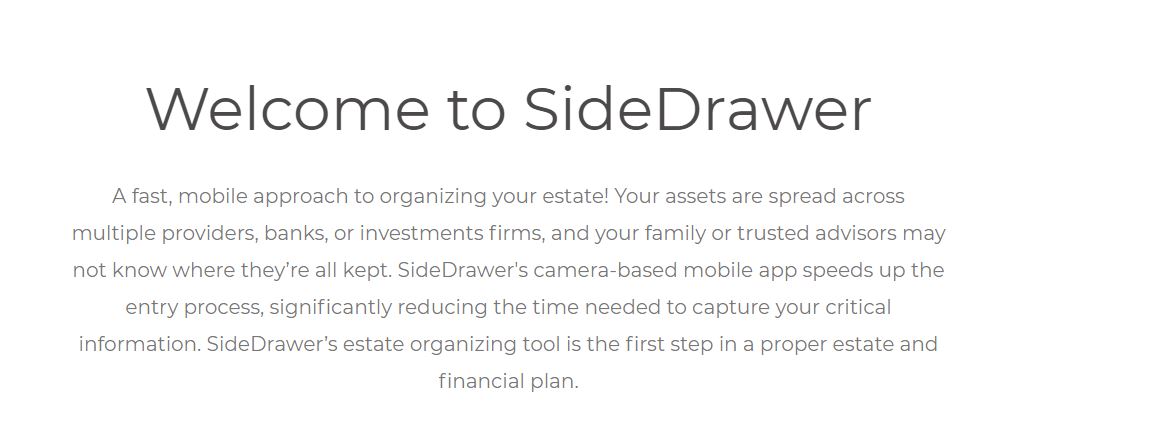 Welcome to SideDrawer
A fast, mobile approach to organizing your estate! Your assets are spread across
multiple providers, banks, or investments firms, and your family or trusted advisors may
not know where they’re all kept. SideDrawer's camera-based mobile app speeds up the
entry process, significantly reducing the time needed to capture your critical
information. SideDrawer’s estate organizing tool is the first step in a proper estate and
financial plan.